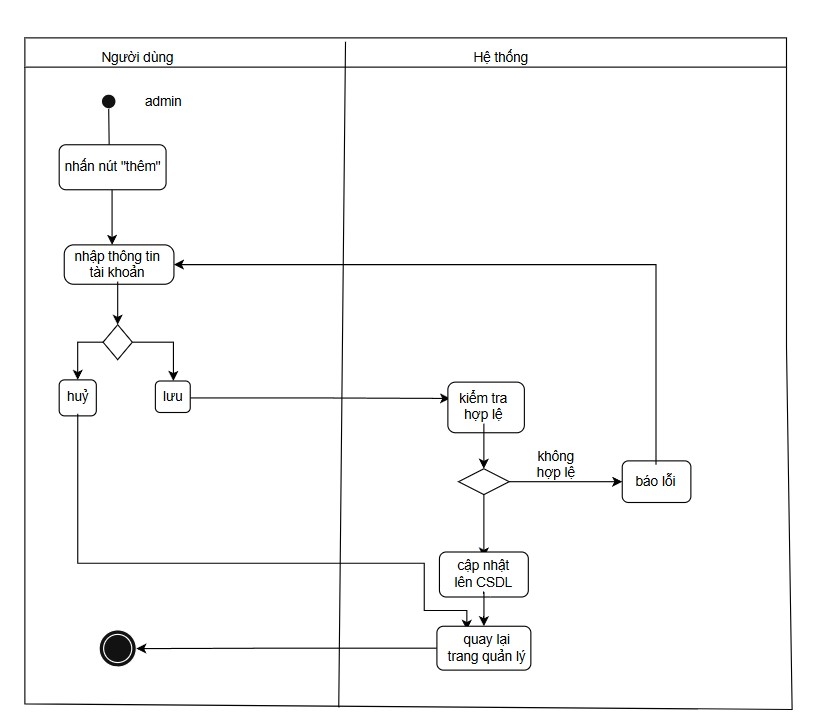 Người dùng
Hệ thống
admin
nhấn nút "thêm"
nhập thông tin
tài khoản
huỷ
lưu
kiểm tra
hợp lệ
không
hợp lệ
báo lỗi
cập nhật
lên CSDL
quay lại
trang quản lý